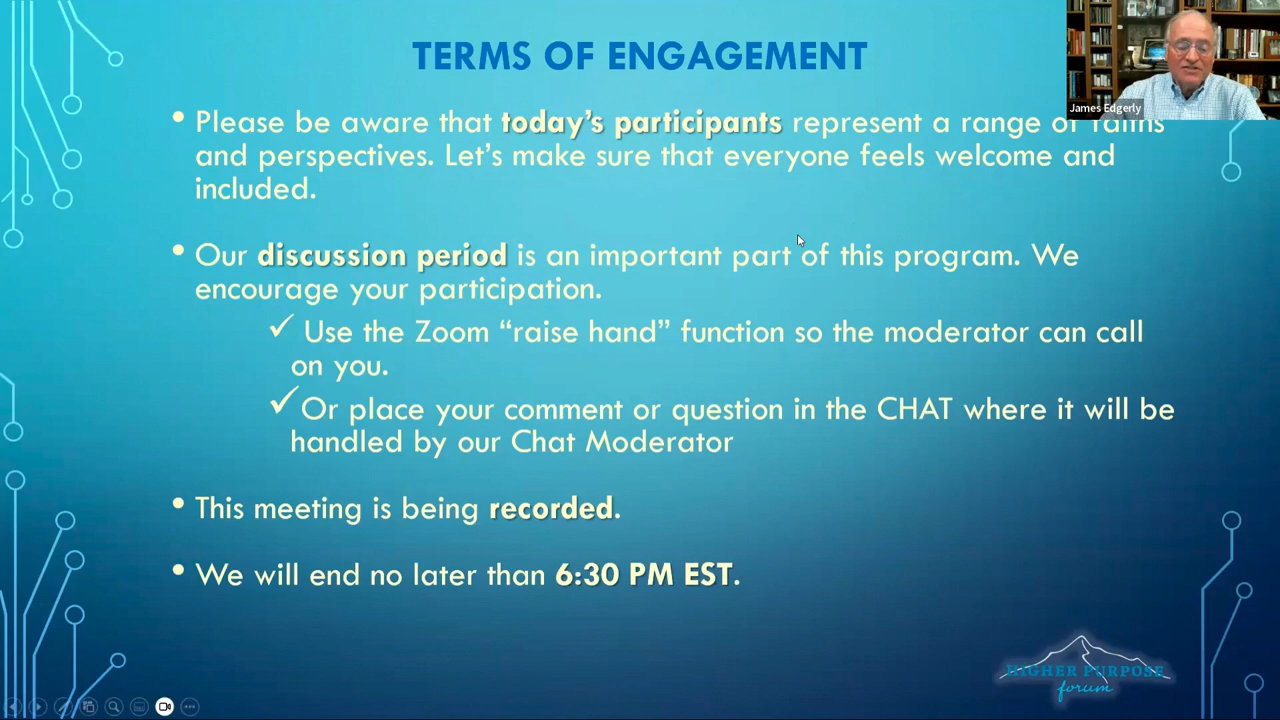 TERMS OF ENGAGEMENT
James Edgerly
• Please be aware that today’s participants represent a range of faiths
and perspectives. Let’s make sure that everyone feels welcome and
included.
• Our discussion period is an important part of this program. We
encourage your participation.
✓ Use the Zoom “raise hand” function so the moderator can call
on you.
✓Or place your comment or question in the CHAT where it will be
handled by our Chat Moderator
• This meeting is being recorded.
• We will end no later than 6:30 PM EST.
HIGHER PURPOSE
forum